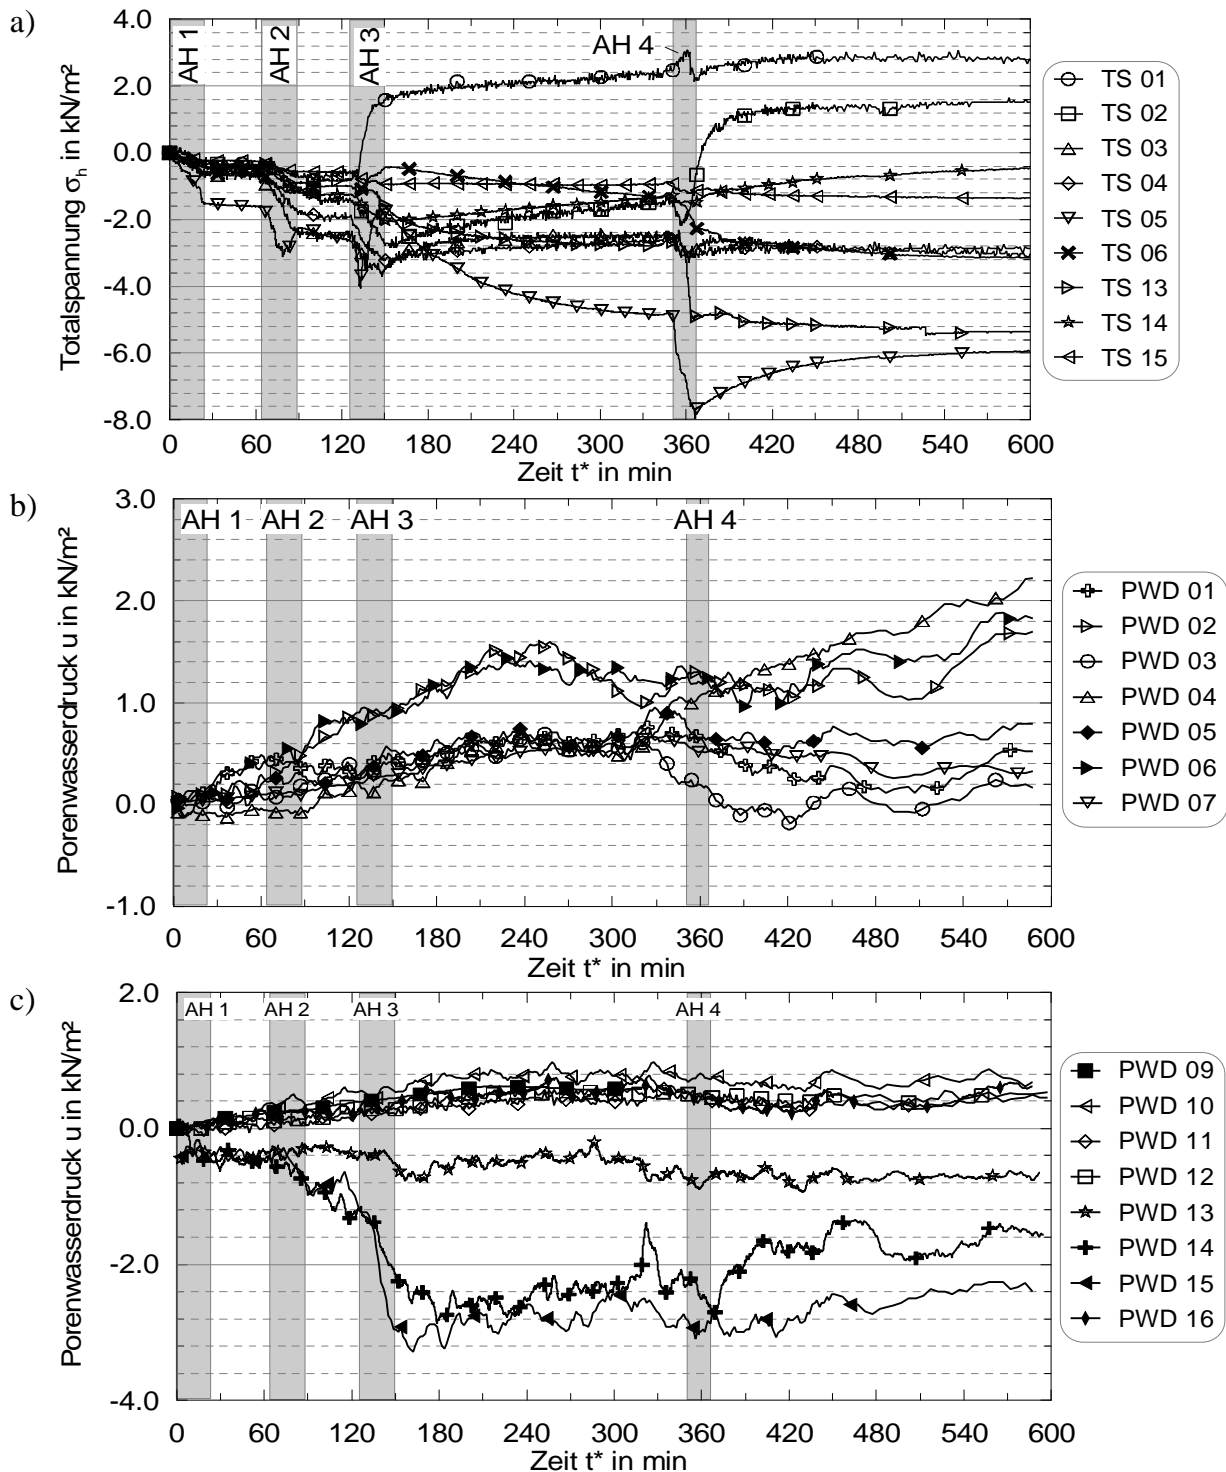 a)
4.0
2.0
0.0
-2.0
-4.0
-6.0
-8.0
Totalspannung σh in kN/m²
AH 1
AH 2
AH 3
AH 4
0 60 120 180 240 300 360 420 480 540 600
Zeit t* in min
TS 01
TS 02
TS 03
TS 04
TS 05
TS 06
TS 13
TS 14
TS 15
b)
3.0
2.0
1.0
0.0
-1.0
Porenwasserdruck u in kN/m²
AH 1 AH 2 AH 3 AH 4
0 60 120 180 240 300 360 420 480 540 600
Zeit t* in min
PWD 01
PWD 02
PWD 03
PWD 04
PWD 05
PWD 06
PWD 07
c)
2.0
0.0
-2.0
-4.0
Porenwasserdruck u in kN/m²
AH 1 AH 2 AH 3 AH 4
0 60 120 180 240 300 360 420 480 540 600
Zeit t* in min
PWD 09
PWD 10
PWD 11
PWD 12
PWD 13
PWD 14
PWD 15
PWD 16